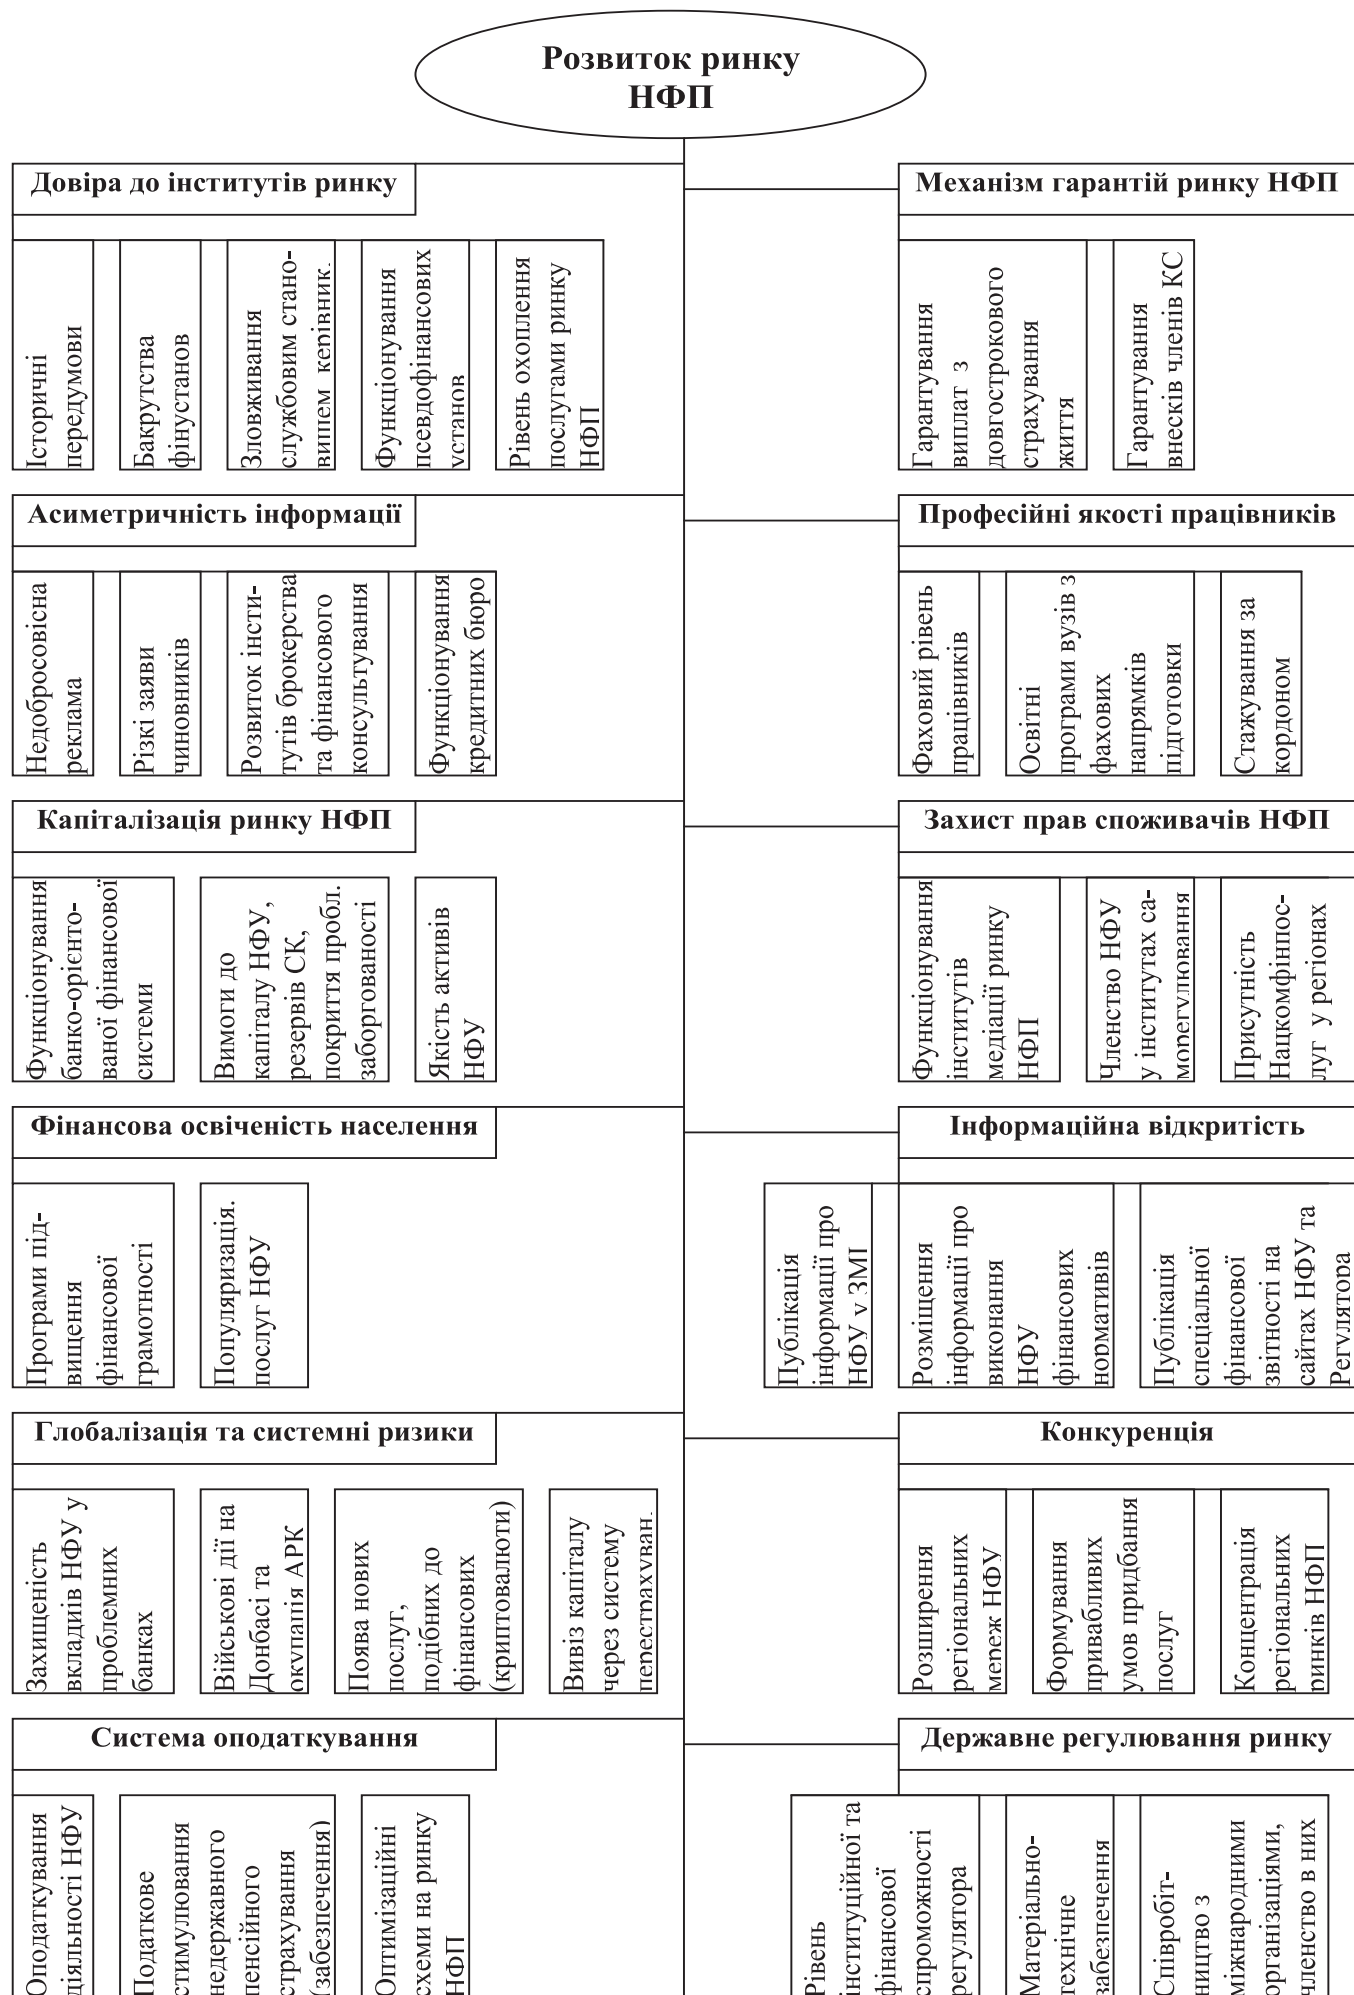 Розвиток ринку
НФП
Довіра до інститутів ринку
Історичні
передумови
Бакрутства
фінустанов
Зловживання
службовим стано-
вищем керівник.
Функціонування
псевдофінансових
установ
Рівень охоплення
послугами ринку
НФП
Механізм гарантій ринку НФП
Гарантування
виплат з
довгострокового
страхування
життя
Гарантування
внесків членів КС
Асиметричність інформації
Недобросовісна
реклама
Різкі заяви
чиновників
Розвиток інсти-
тутів брокерства
та фінансового
консультування
Функціонування
кредитних бюро
Професійні якості працівників
Фаховий рівень
працівників
Освітні
програми вузів з
фахових
напрямків
підготовки
Стажування за
кордоном
Капіталізація ринку НФП
Функціонування
банко-орієнто-
ваної фінансової
системи
Вимоги до
капіталу НФУ,
резервів СК,
покриття пробл.
заборгованості
Якість активів
НФУ
Захист прав споживачів НФП
Функціонування
інститутів
медіації ринку
НФП
Членство НФУ
у інститутах са-
морегулювання
Присутність
Нацкомфінпос-
луг у регіонах
Фінансова освіченість населення
Програми під-
вищення
фінансової
грамотності
Популяризація.
послуг НФУ
Інформаційна відкритість
Публікація
інформації про
НФУ у ЗМІ
Розміщення
інформації про
виконання
НФУ
фінансових
нормативів
Публікація
спеціальної
фінансової
звітності на
сайтах НФУ та
Регулятора
Глобалізація та системні ризики
Захищеність
вкладиів НФУ у
проблемних
банках
Військові дії на
Донбасі та
окупація АРК
Поява нових
послуг,
подібних до
фінансових
(криптовалюти)
Вивіз капіталу
через систему
перестрахуван.
Конкуренція
Розширення
регіональних
мереж НФУ
Формування
привабливих
умов придбання
послуг
Концентрація
регіональних
ринків НФП
Система оподаткування
Оподаткування
діяльності НФУ
Податкове
стимулювання
недержавного
пенсійного
страхування
(забезпечення)
Оптимізаційні
схеми на ринку
НФП
Державне регулювання ринку
Рівень
інституційної та
фінансової
спроможності
регулятора
Матеріально-
технічне
забезпечення
Співробіт-
ництво з
міжнародними
організаціями,
членство в них